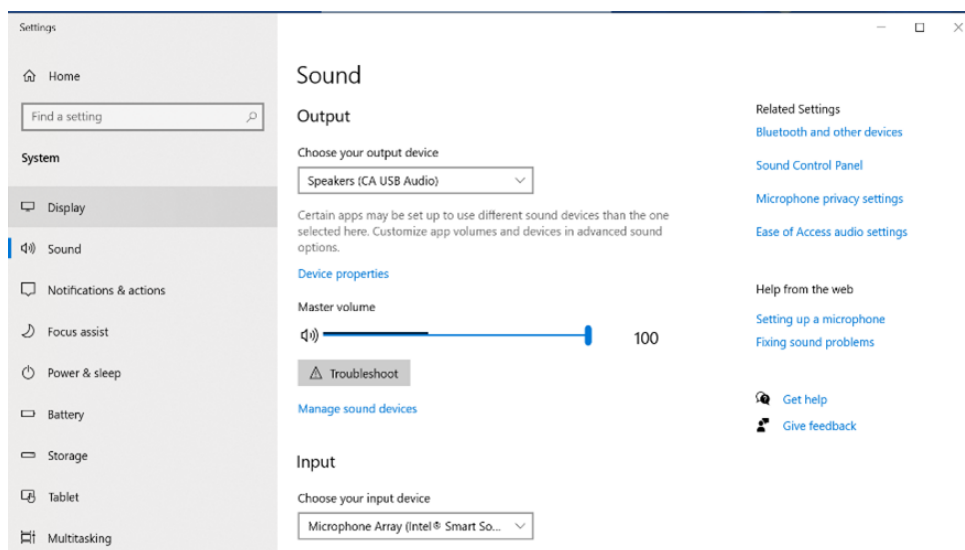 Settings
Home
Find a setting
System
Display
Sound
Notifications & actions
Focus assist
Power & sleep
Battery
Storage
Tablet
Multitasking
Sound
Output
Choose your output device
Speakers (CA USB Audio)
Certain apps may be set up to use different sound devices than the one
selected here. Customize app volumes and devices in advanced sound
options.
Device properties
Master volume
100
Troubleshoot
Manage sound devices
Input
Choose your input device
Microphone Array (Intel® Smart So...
Related Settings
Bluetooth and other devices
Sound Control Panel
Microphone privacy settings
Ease of Access audio settings
Help from the web
Setting up a microphone
Fixing sound problems
Get help
Give feedback